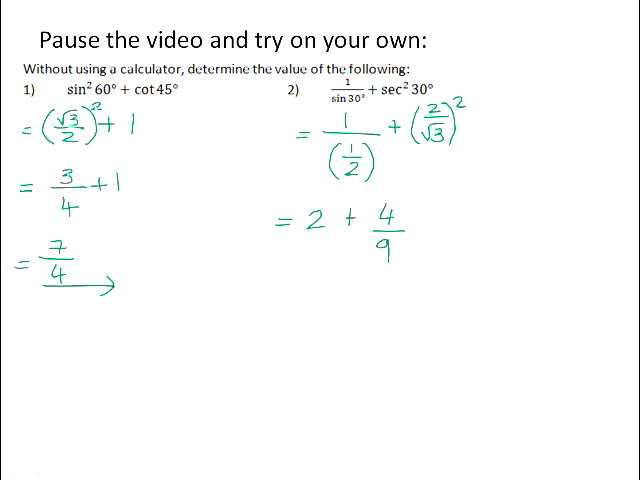 Pause the video and try on your own:
Without using a calculator, determine the value of the following:
1) sin² 60° + cot 45°
= (√3/2)² + 1
= 3/4 + 1
= 7/4
2) 1/sin 30° + sec² 30°
= 1/(1/2) + (2/√3)²
= 2 + 4/9